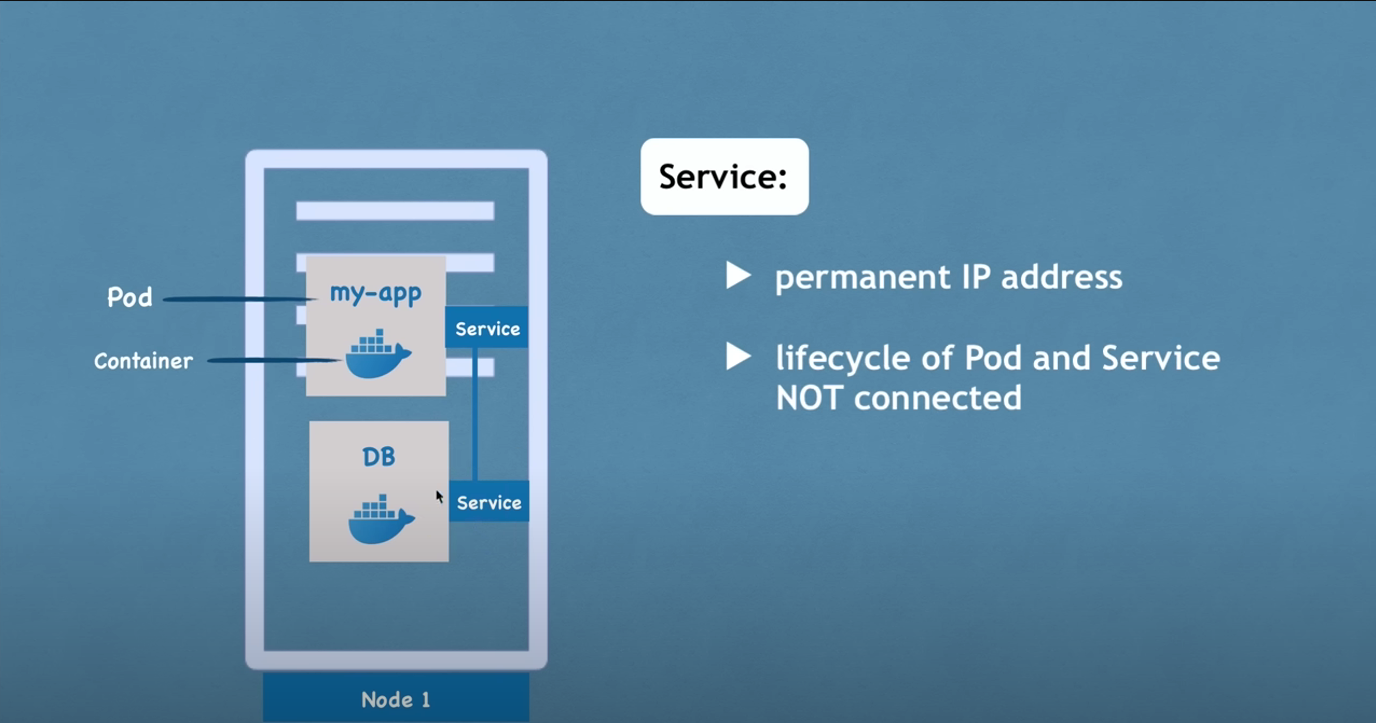 Service:
permanent IP address
lifecycle of Pod and Service
NOT connected
Pod
my-app
Service
Container
DB
Service
Node 1